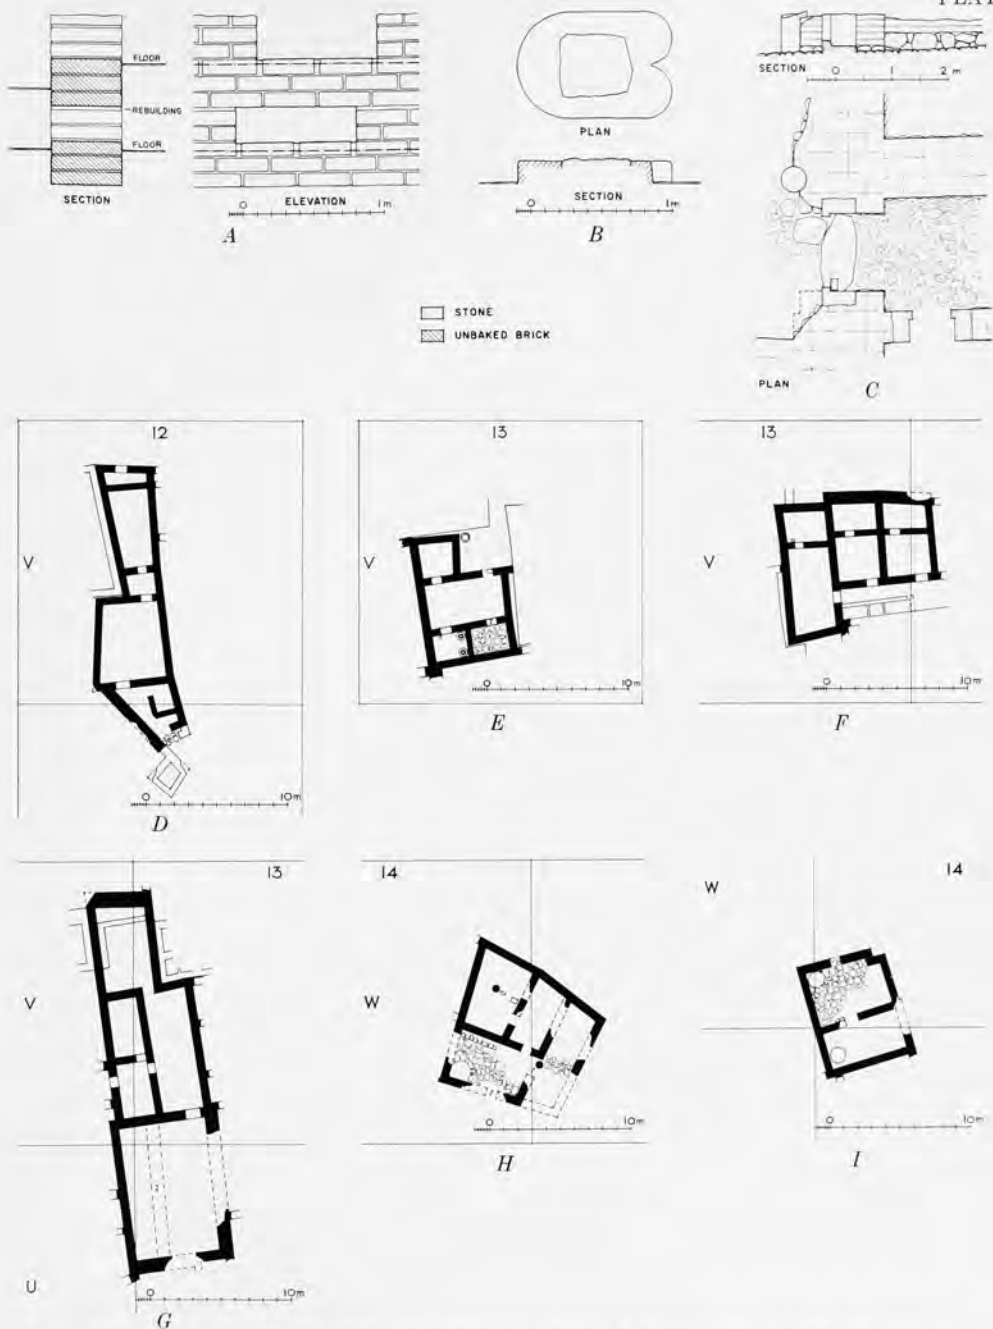 PLAT
FLOOR
REBUILDING
FLOOR
SECTION
ELEVATION
0 1m
A
PLAN
SECTION
0 1m
B
SECTION 0 1 2 m
PLAN
C
STONE
UNBAKED BRICK
12
V
0 10m
D
13
V
0 10m
E
13
V
0 10m
F
13
V
U
0 10m
G
14
W
0 10m
H
W 14
0 10m
I